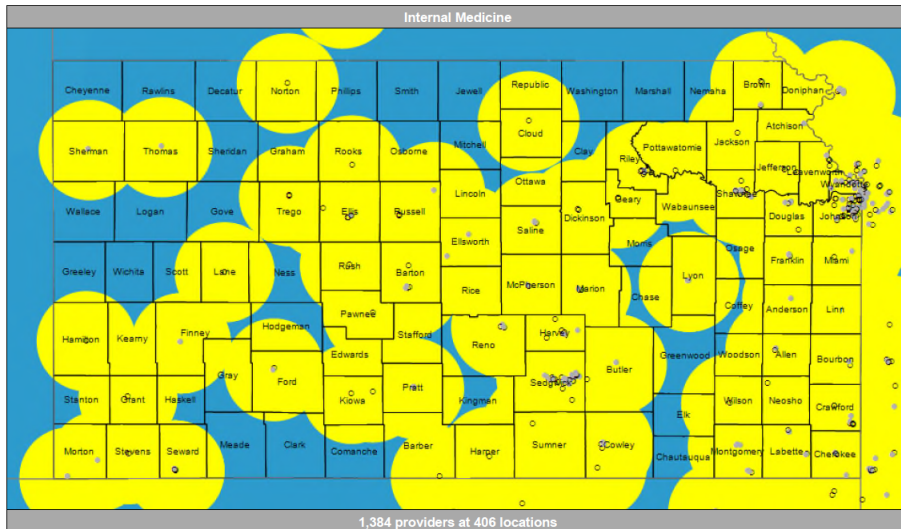 Internal Medicine
Cheyenne Rawlins Decatur Norton Phillips Smith Jewell Republic Washington Marshall Nemaha Brown Doniphan
Cloud Atchison
Sherman Thomas Sheridan Graham Rooks Osborne Mitchell Clay Riley Pottawatomie Jackson
Jefferson Leavenworth
Ottawa Wyandotte
Wallace Logan Gove Trego Ellis Russell Lincoln Dickinson Geary Wabaunsee Shawnee Douglas Johnson
Saline
Ellsworth Morris Osage
Greeley Wichita Scott Lane Ness Rush Barton Franklin Miami
Rice McPherson Marion Chase Lyon
Coffey Anderson Linn
Hamilton Kearny Finney Hodgeman Pawnee Stafford Reno Harvey
Edwards Butler Greenwood Woodson Allen Bourbon
Gray Ford
Stanton Grant Haskell Kiowa Pratt Kingman Sedgwick Elk Wilson Neosho Crawford
Morton Stevens Seward Meade Clark Comanche Barber Harper Sumner Cowley Chautauqua Montgomery Labette Cherokee
1,384 providers at 406 locations